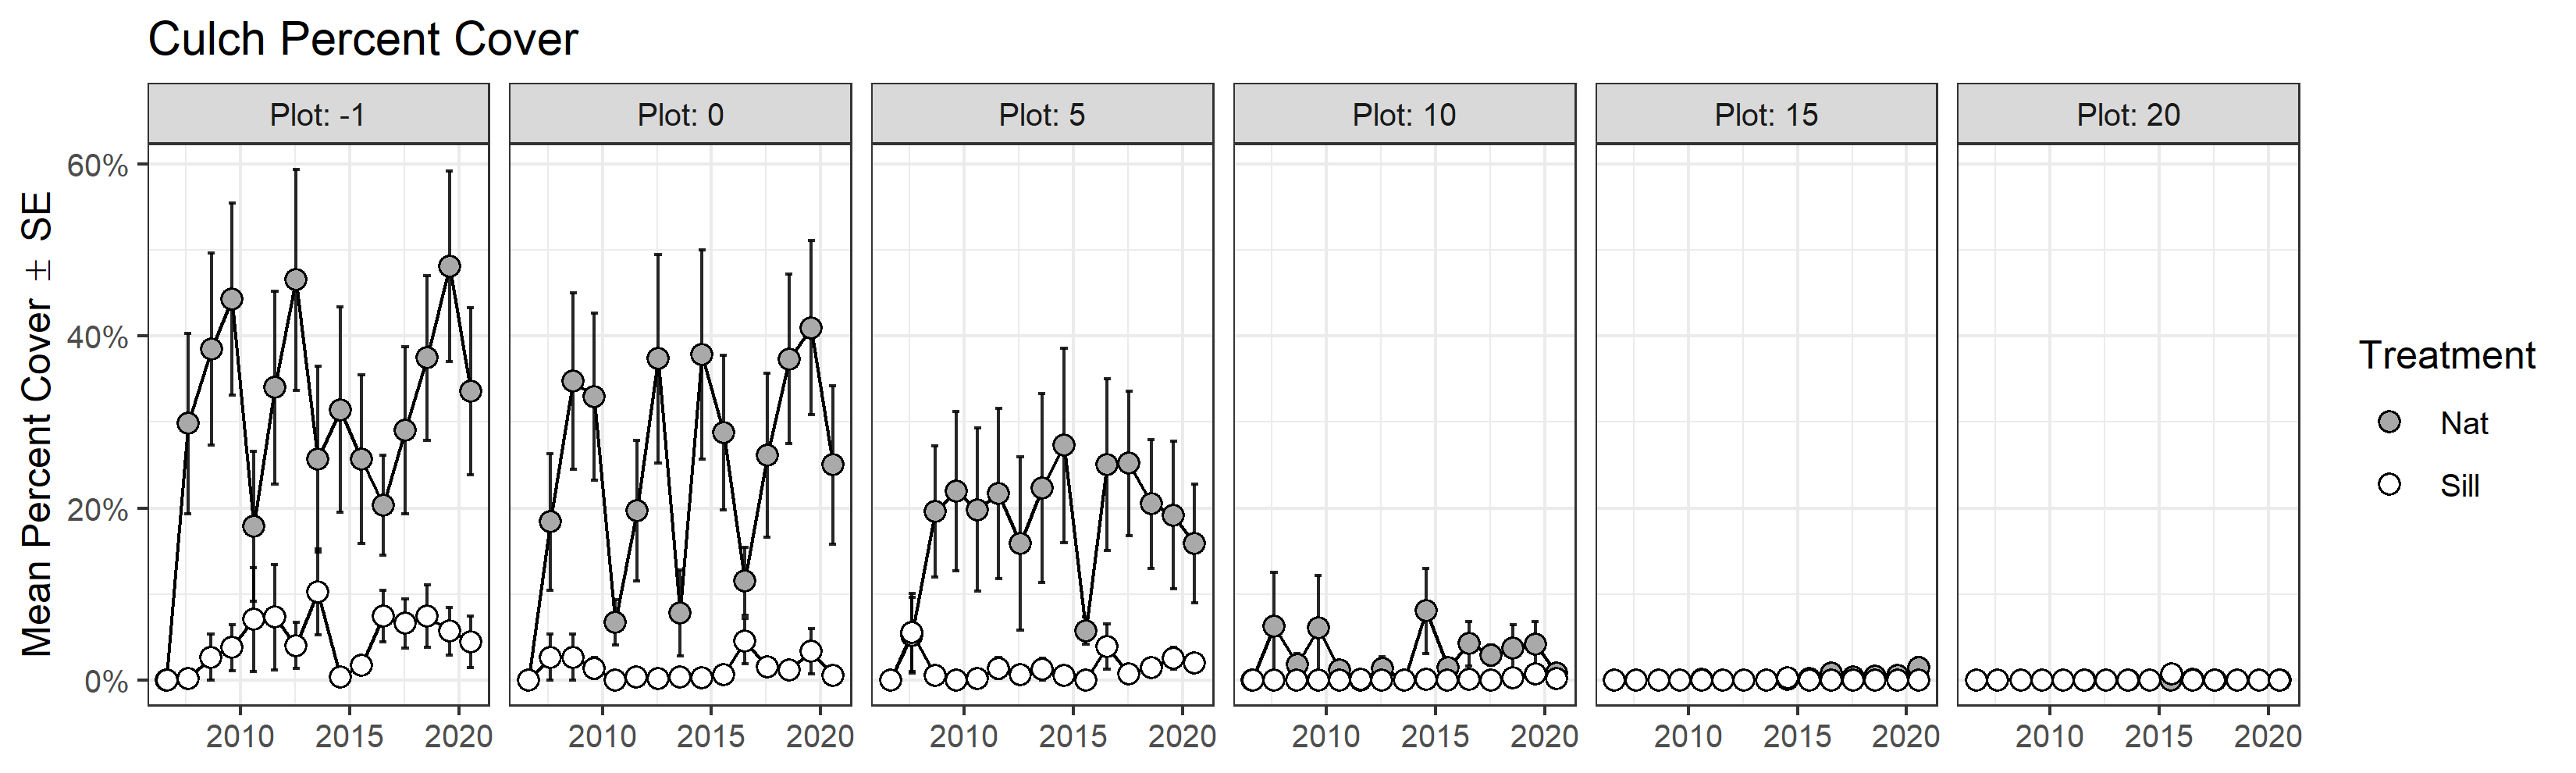 Culch Percent Cover
Plot: -1 Plot: 0 Plot: 5 Plot: 10 Plot: 15 Plot: 20
Mean Percent Cover ± SE
60%
40%
20%
0%
2010 2015 2020 2010 2015 2020 2010 2015 2020 2010 2015 2020 2010 2015 2020 2010 2015 2020
Treatment
Nat
Sill